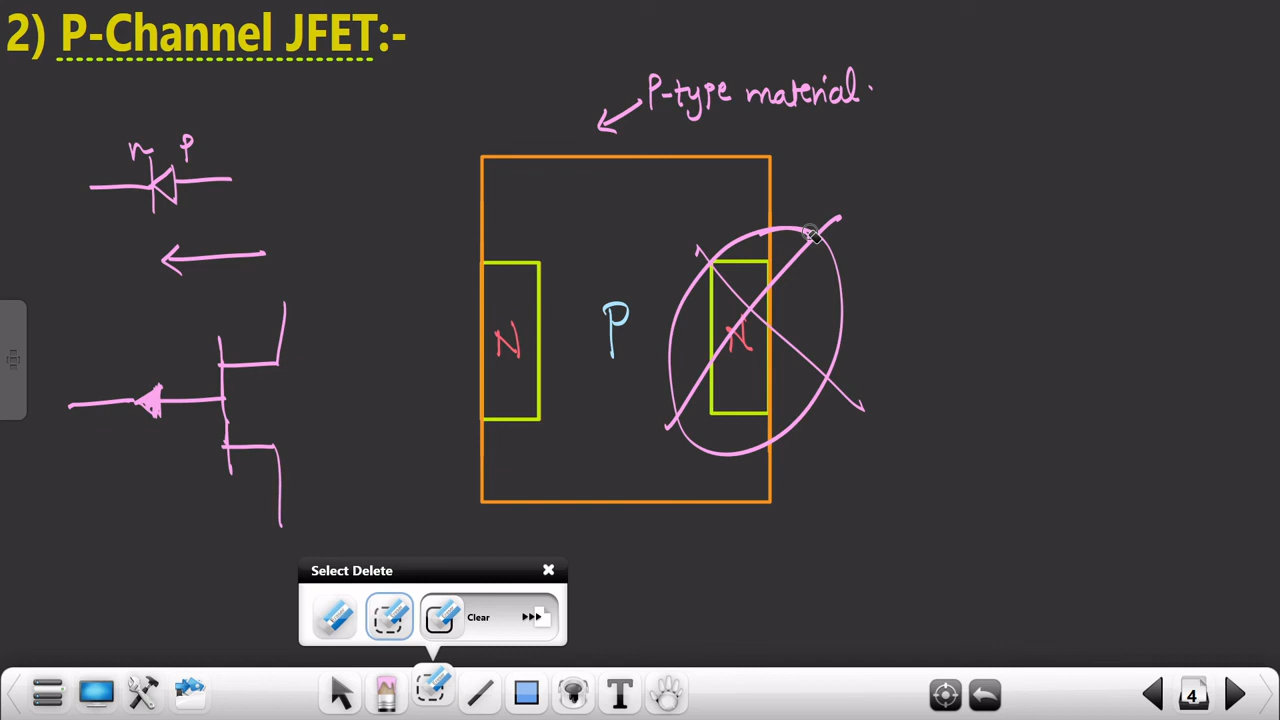 2) P-Channel JFET:-
P-type material.
n P
N P N
Select Delete
Clear
T
4